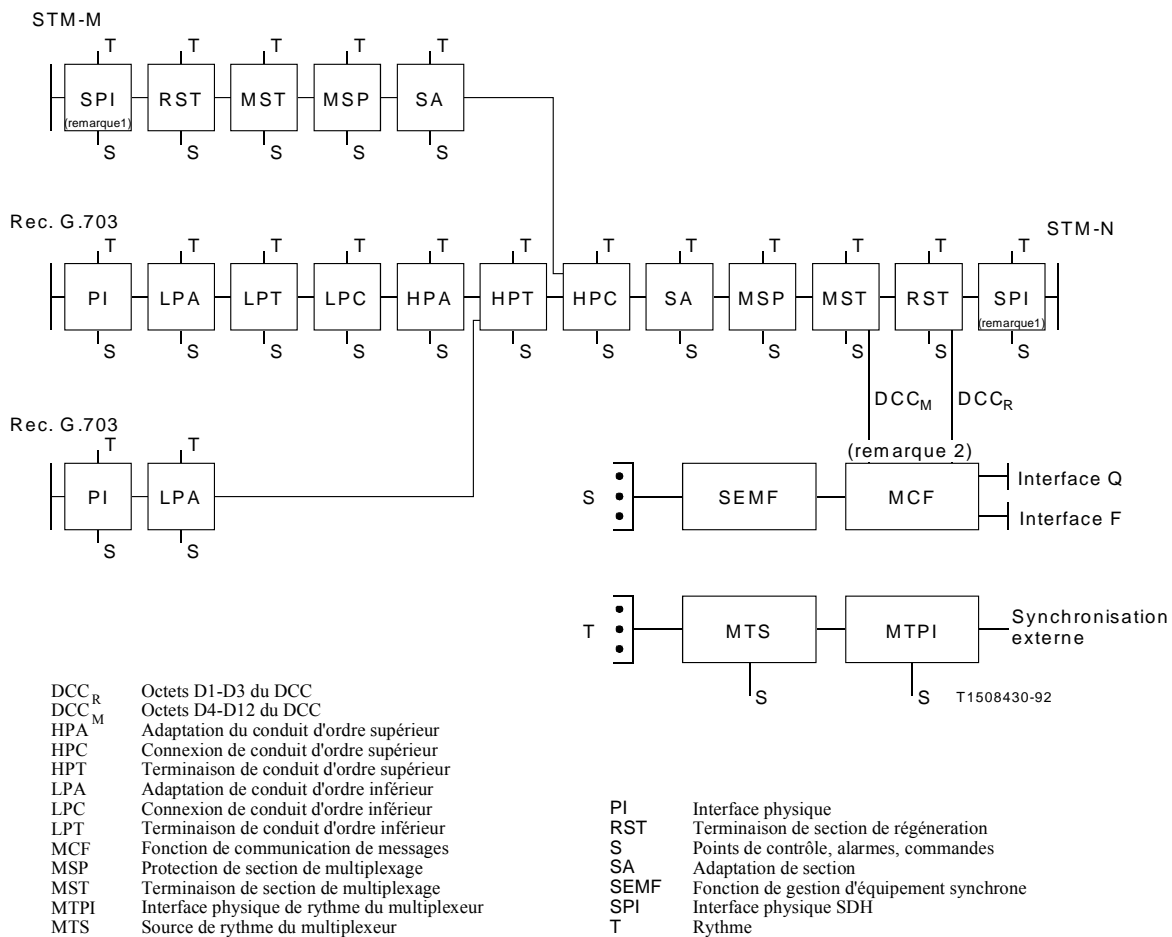 STM-M
T T T T T
SPI RST MST MSP SA
(remarque1)
S S S S S
Rec. G.703
STM-N
T T T T T T T T T T T T
PI LPA LPT LPC HPA HPT HPC SA MSP MST RST SPI
(remarque1)
S S S S S S S S S S S S
DCC_M DCC_R
Rec. G.703
T T
(remarque 2)
PI LPA
S S
S SEMF MCF
Interface Q
Interface F
T MTS MTPI
Synchronisation
externe
S S
T1508430-92
DCC_R Octets D1-D3 du DCC
DCC_M Octets D4-D12 du DCC
HPA Adaptation du conduit d'ordre supérieur
HPC Connexion de conduit d'ordre supérieur
HPT Terminaison de conduit d'ordre supérieur
LPA Adaptation de conduit d'ordre inférieur
LPC Connexion de conduit d'ordre inférieur
LPT Terminaison de conduit d'ordre inférieur
MCF Fonction de communication de messages
MSP Protection de section de multiplexage
MST Terminaison de section de multiplexage
MTPI Interface physique de rythme du multiplexeur
MTS Source de rythme du multiplexeur
PI Interface physique
RST Terminaison de section de régéneration
S Points de contrôle, alarmes, commandes
SA Adaptation de section
SEMF Fonction de gestion d'équipement synchrone
SPI Interface physique SDH
T Rythme